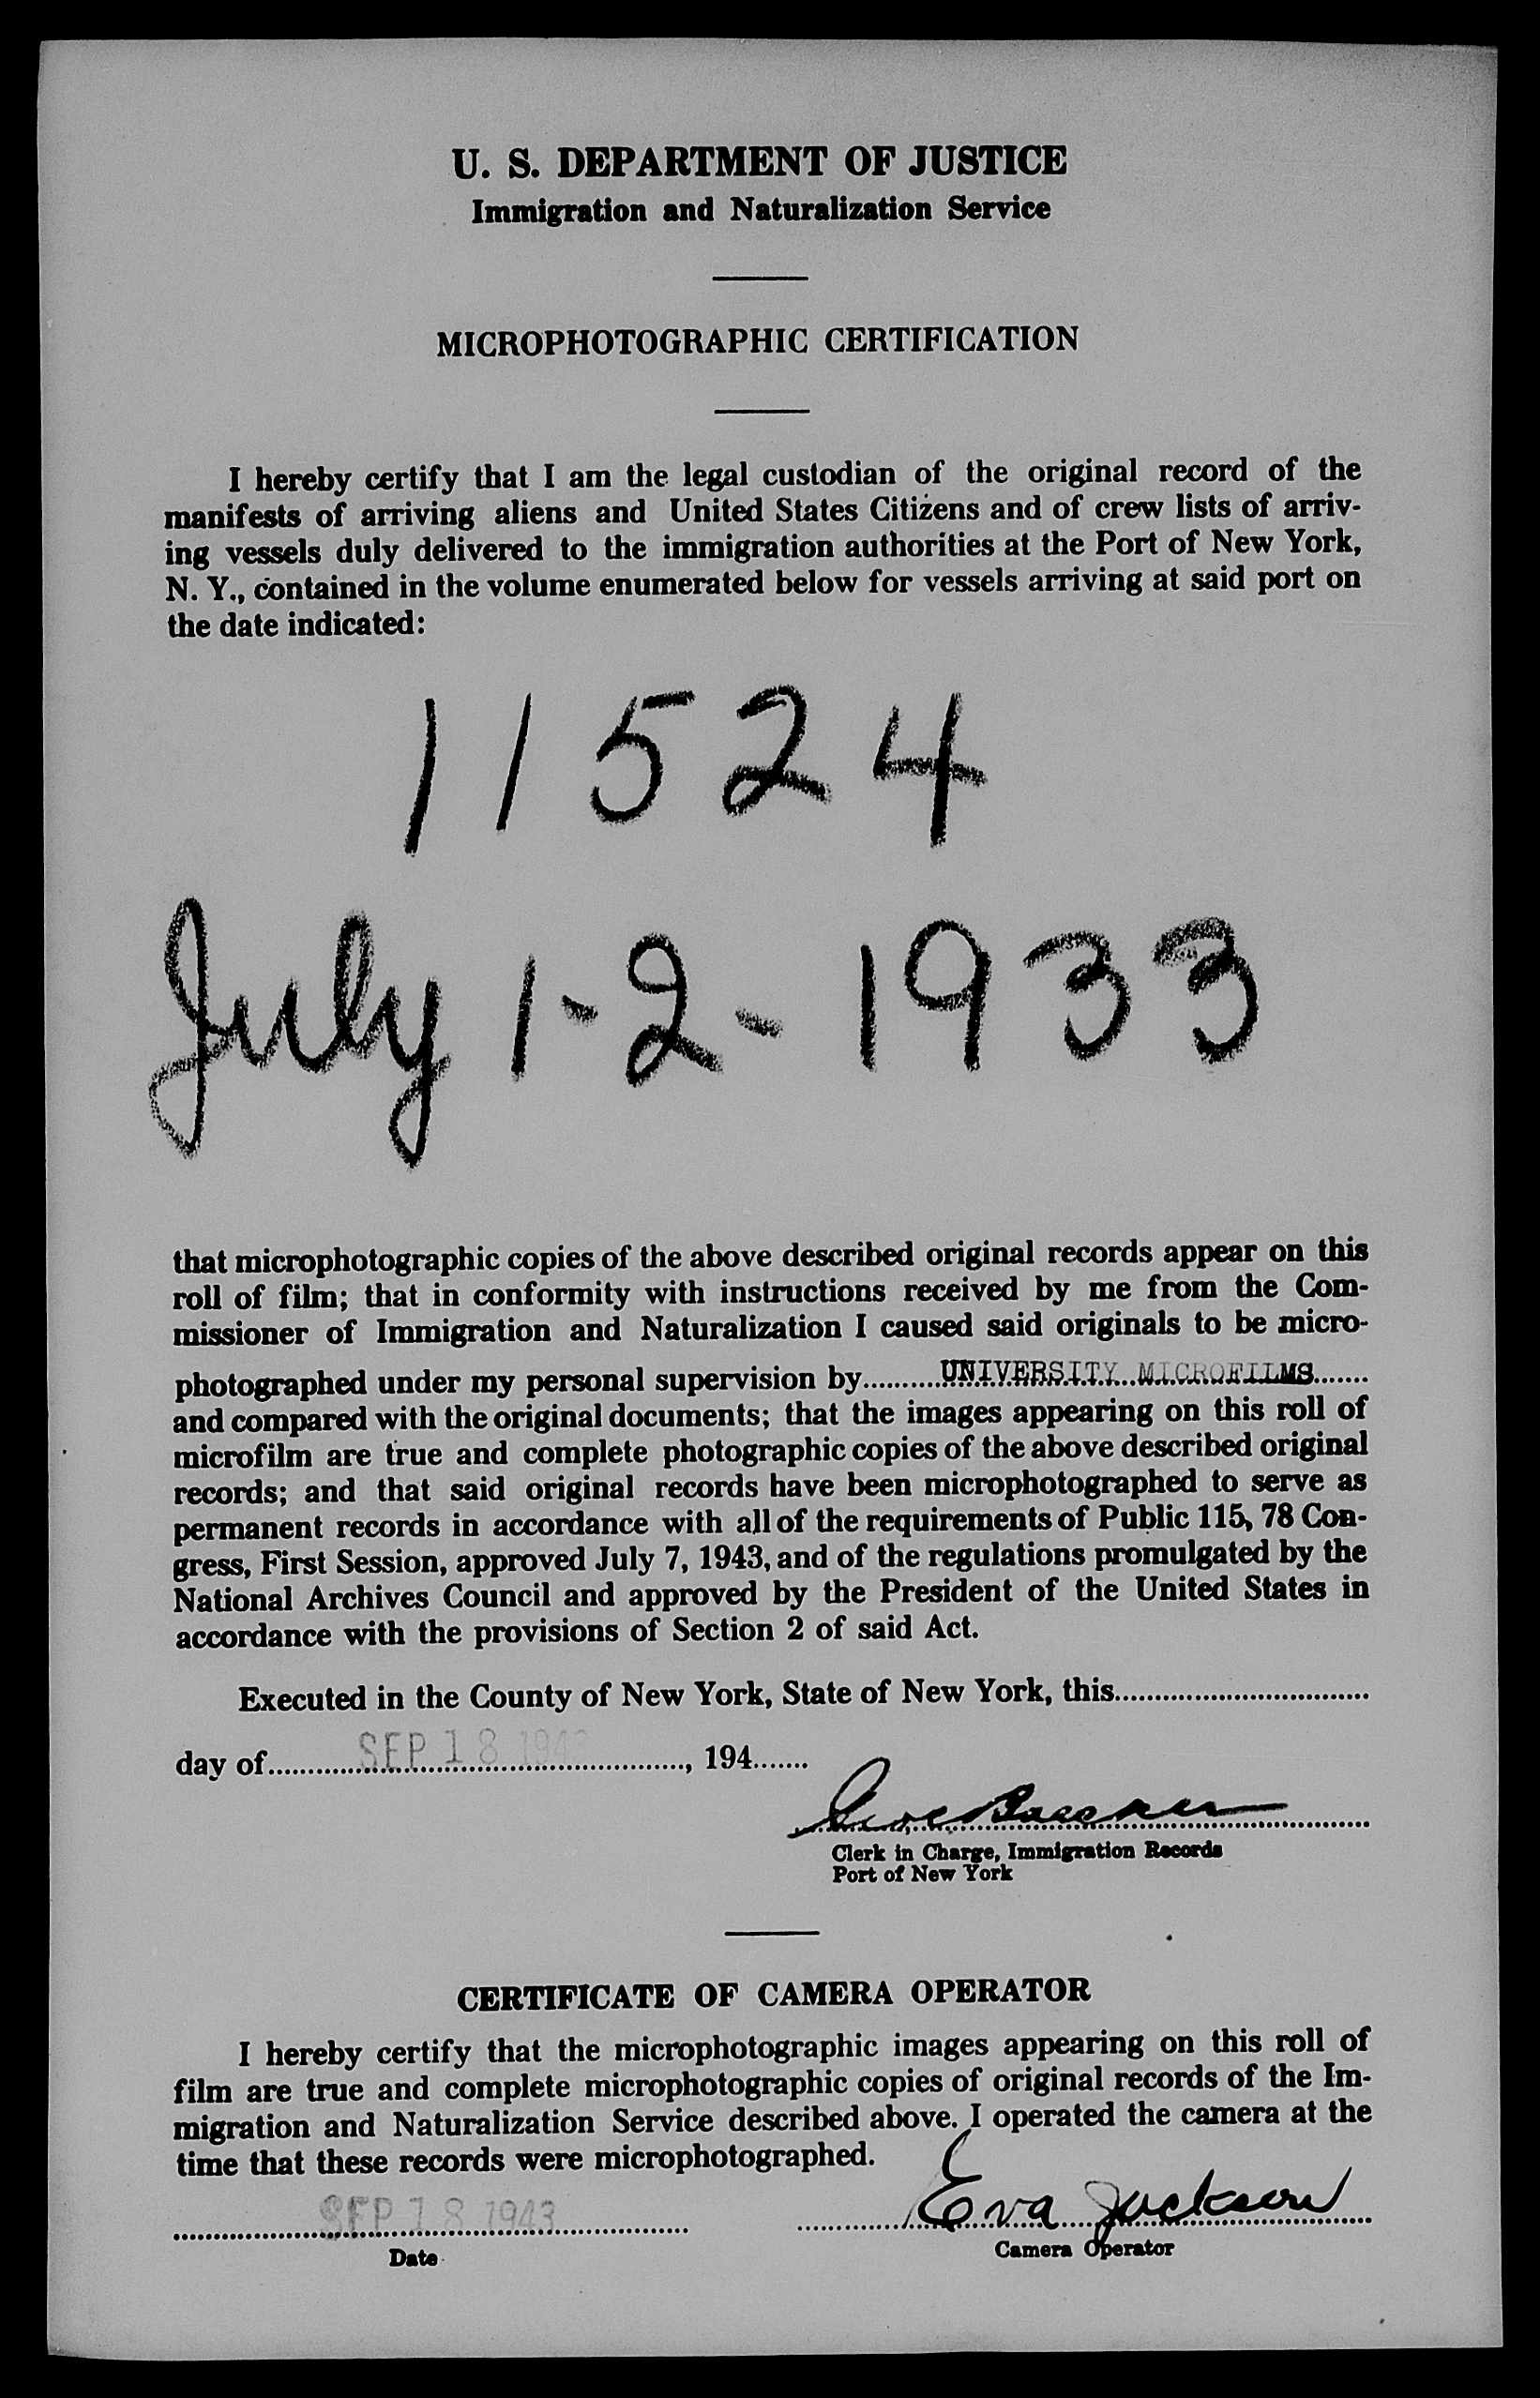 U. S. DEPARTMENT OF JUSTICE
Immigration and Naturalization Service
MICROPHOTOGRAPHIC CERTIFICATION
I hereby certify that I am the legal custodian of the original record of the
manifests of arriving aliens and United States Citizens and of crew lists of arriv-
ing vessels duly delivered to the immigration authorities at the Port of New York,
N. Y., contained in the volume enumerated below for vessels arriving at said port on
the date indicated:
11524
July 1-2-1933
that microphotographic copies of the above described original records appear on this
roll of film; that in conformity with instructions received by me from the Com-
missioner of Immigration and Naturalization I caused said originals to be micro-
photographed under my personal supervision by..........UNIVERSITY MICROFILMS.......
and compared with the original documents; that the images appearing on this roll of
microfilm are true and complete photographic copies of the above described original
records; and that said original records have been microphotographed to serve as
permanent records in accordance with all of the requirements of Public 115, 78 Con-
gress, First Session, approved July 7, 1943, and of the regulations promulgated by the
National Archives Council and approved by the President of the United States in
accordance with the provisions of Section 2 of said Act.
Executed in the County of New York, State of New York, this................................
day of...........SEP 18 194..................., 194.......
Clerk in Charge, Immigration Records
Port of New York
CERTIFICATE OF CAMERA OPERATOR
I hereby certify that the microphotographic images appearing on this roll of
film are true and complete microphotographic copies of original records of the Im-
migration and Naturalization Service described above. I operated the camera at the
time that these records were microphotographed.
SEP 18 1943 Eva Jackson
Date Camera Operator